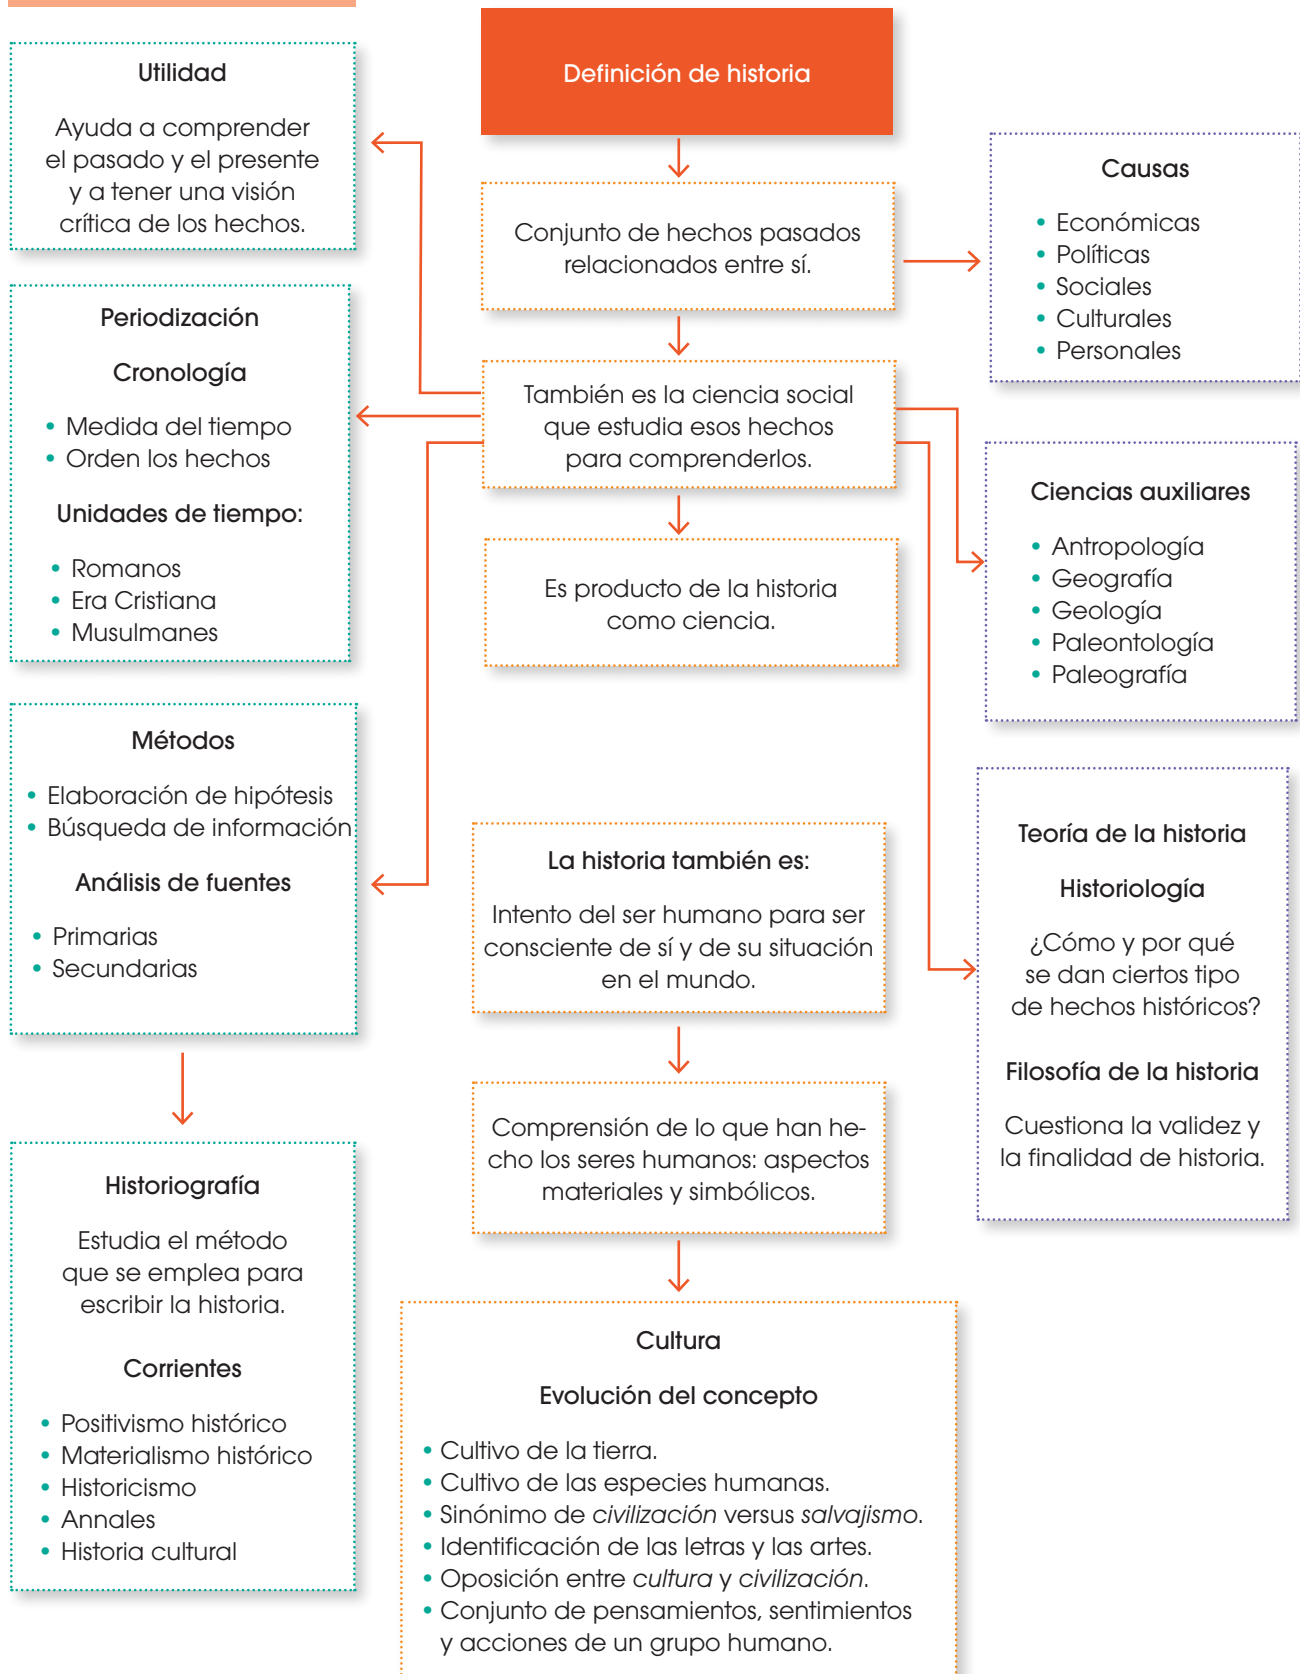 Definición de historia
Utilidad
Ayuda a comprender
el pasado y el presente
y a tener una visión
crítica de los hechos.
Conjunto de hechos pasados
relacionados entre sí.
Causas
• Económicas
• Políticas
• Sociales
• Culturales
• Personales
Periodización
Cronología
• Medida del tiempo
• Orden los hechos
Unidades de tiempo:
• Romanos
• Era Cristiana
• Musulmanes
También es la ciencia social
que estudia esos hechos
para comprenderlos.
Ciencias auxiliares
• Antropología
• Geografía
• Geología
• Paleontología
• Paleografía
Es producto de la historia
como ciencia.
Métodos
• Elaboración de hipótesis
• Búsqueda de información
Análisis de fuentes
• Primarias
• Secundarias
La historia también es:
Intento del ser humano para ser
consciente de sí y de su situación
en el mundo.
Teoría de la historia
Historiología
¿Cómo y por qué
se dan ciertos tipo
de hechos históricos?
Filosofía de la historia
Cuestiona la validez y
la finalidad de historia.
Comprensión de lo que han he-
cho los seres humanos: aspectos
materiales y simbólicos.
Historiografía
Estudia el método
que se emplea para
escribir la historia.
Corrientes
• Positivismo histórico
• Materialismo histórico
• Historicismo
• Annales
• Historia cultural
Cultura
Evolución del concepto
• Cultivo de la tierra.
• Cultivo de las especies humanas.
• Sinónimo de civilización versus salvajismo.
• Identificación de las letras y las artes.
• Oposición entre cultura y civilización.
• Conjunto de pensamientos, sentimientos
y acciones de un grupo humano.